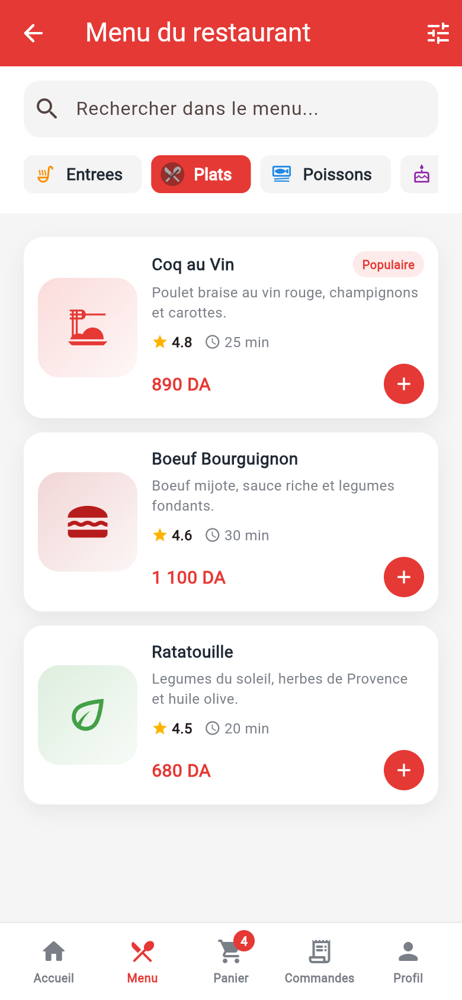 Menu du restaurant
Rechercher dans le menu...
Entrees
Plats
Poissons
Coq au Vin
Populaire
Poulet braise au vin rouge, champignons
et carottes.
4.8
25 min
890 DA
Boeuf Bourguignon
Boeuf mijote, sauce riche et legumes
fondants.
4.6
30 min
1 100 DA
Ratatouille
Legumes du soleil, herbes de Provence
et huile olive.
4.5
20 min
680 DA
4
Accueil
Menu
Panier
Commandes
Profil